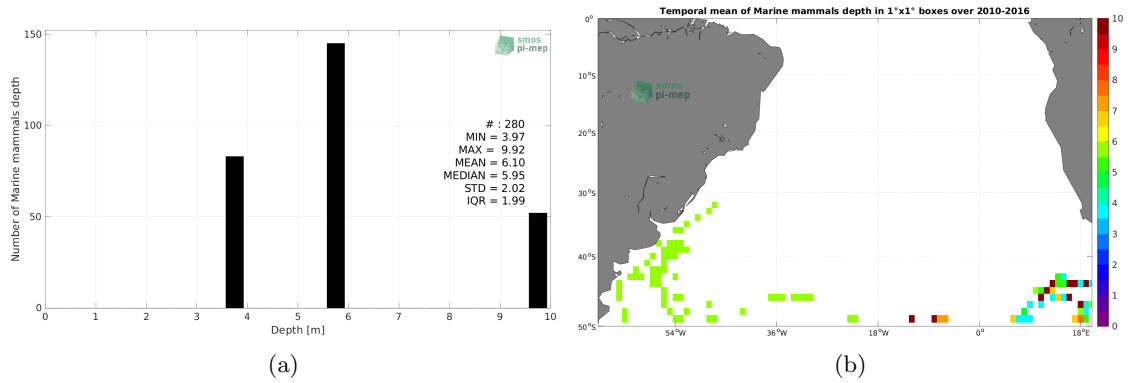 150
100
50
0
0 1 2 3 4 5 6 7 8 9 10
Number of Marine mammals depth
Depth [m]
smos
pi-mep
# : 280
MIN = 3.97
MAX = 9.92
MEAN = 6.10
MEDIAN = 5.95
STD = 2.02
IQR = 1.99
(a)
Temporal mean of Marine mammals depth in 1°x1° boxes over 2010-2016
smos
pi-mep
0°
10°S
20°S
30°S
40°S
50°S
54°W 36°W 18°W 0° 18°E
10
9
8
7
6
5
4
3
2
1
0
(b)